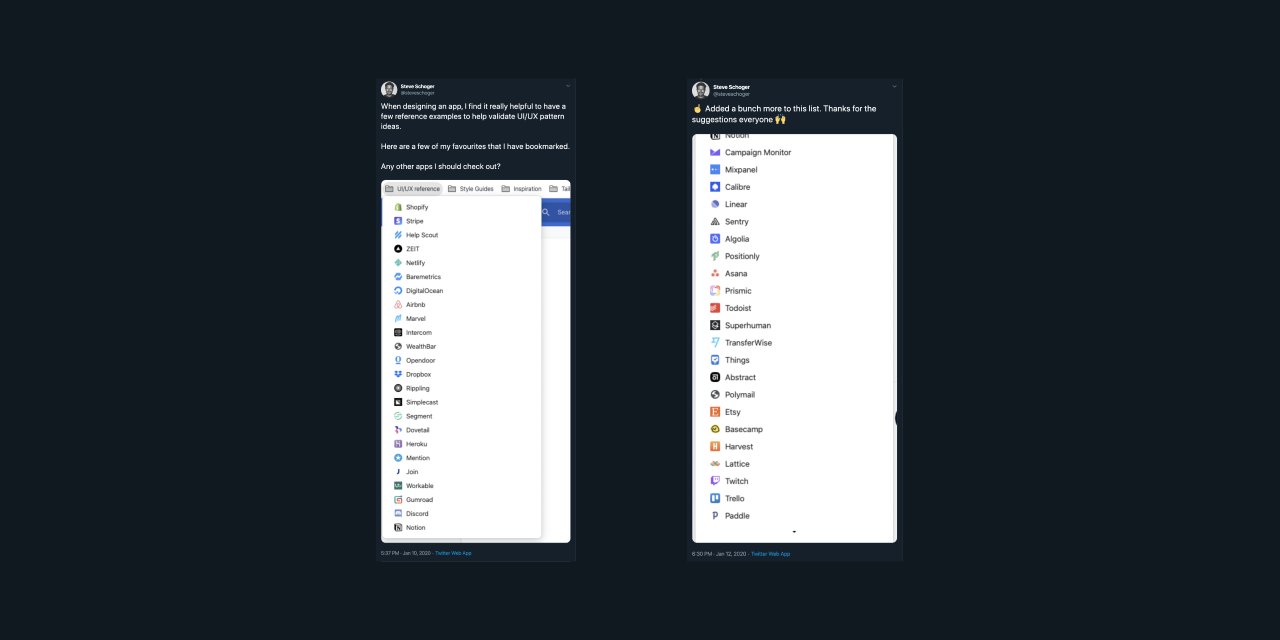 Steve Schoger
@steveschoger
When designing an app, I find it really helpful to have a
few reference examples to help validate UI/UX pattern
ideas.
Here are a few of my favourites that I have bookmarked.
Any other apps I should check out?
UI/UX reference
Style Guides
Inspiration
Tail
Sear
Shopify
Stripe
Help Scout
ZEIT
Netlify
Baremetrics
DigitalOcean
Airbnb
Marvel
Intercom
WealthBar
Opendoor
Dropbox
Rippling
Simplecast
Segment
Dovetail
Heroku
Mention
Join
Workable
Gumroad
Discord
Notion
5:37 PM · Jan 10, 2020 · Twitter Web App
Steve Schoger
@steveschoger
☝ Added a bunch more to this list. Thanks for the
suggestions everyone 🙌
Notion
Campaign Monitor
Mixpanel
Calibre
Linear
Sentry
Algolia
Positionly
Asana
Prismic
Todoist
Superhuman
TransferWise
Things
Abstract
Polymail
Etsy
Basecamp
Harvest
Lattice
Twitch
Trello
Paddle
6:30 PM · Jan 12, 2020 · Twitter Web App